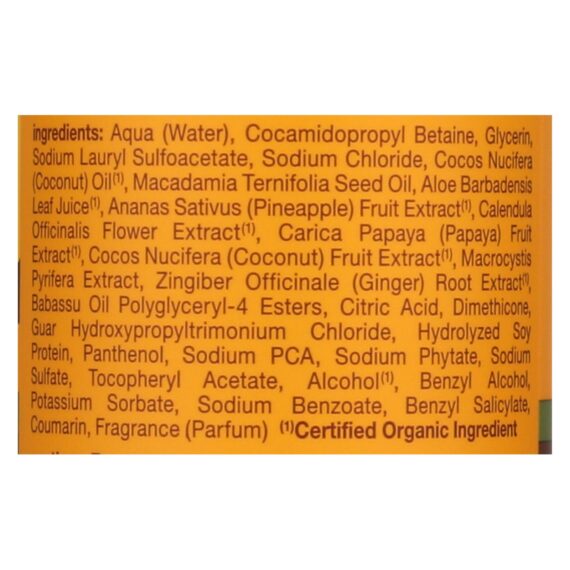 ingredients: Aqua (Water), Cocamidopropyl Betaine, Glycerin,
Sodium Lauryl Sulfoacetate, Sodium Chloride, Cocos Nucifera
(Coconut) Oil⁽¹⁾, Macadamia Ternifolia Seed Oil, Aloe Barbadensis
Leaf Juice⁽¹⁾, Ananas Sativus (Pineapple) Fruit Extract⁽¹⁾, Calendula
Officinalis Flower Extract⁽¹⁾, Carica Papaya (Papaya) Fruit
Extract⁽¹⁾, Cocos Nucifera (Coconut) Fruit Extract⁽¹⁾, Macrocystis
Pyrifera Extract, Zingiber Officinale (Ginger) Root Extract⁽¹⁾,
Babassu Oil Polyglyceryl-4 Esters, Citric Acid, Dimethicone,
Guar Hydroxypropyltrimonium Chloride, Hydrolyzed Soy
Protein, Panthenol, Sodium PCA, Sodium Phytate, Sodium
Sulfate, Tocopheryl Acetate, Alcohol⁽¹⁾, Benzyl Alcohol,
Potassium Sorbate, Sodium Benzoate, Benzyl Salicylate,
Coumarin, Fragrance (Parfum) ⁽¹⁾Certified Organic Ingredient